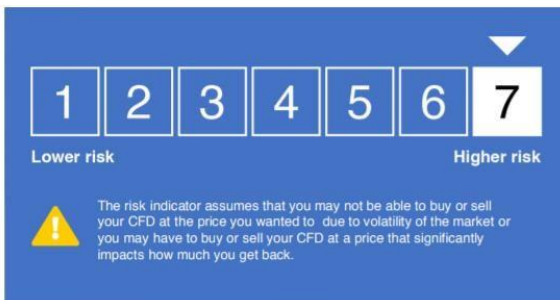 1 2 3 4 5 6 7
Lower risk Higher risk
The risk indicator assumes that you may not be able to buy or sell
your CFD at the price you wanted to due to volatility of the market or
you may have to buy or sell your CFD at a price that significantly
impacts how much you get back.